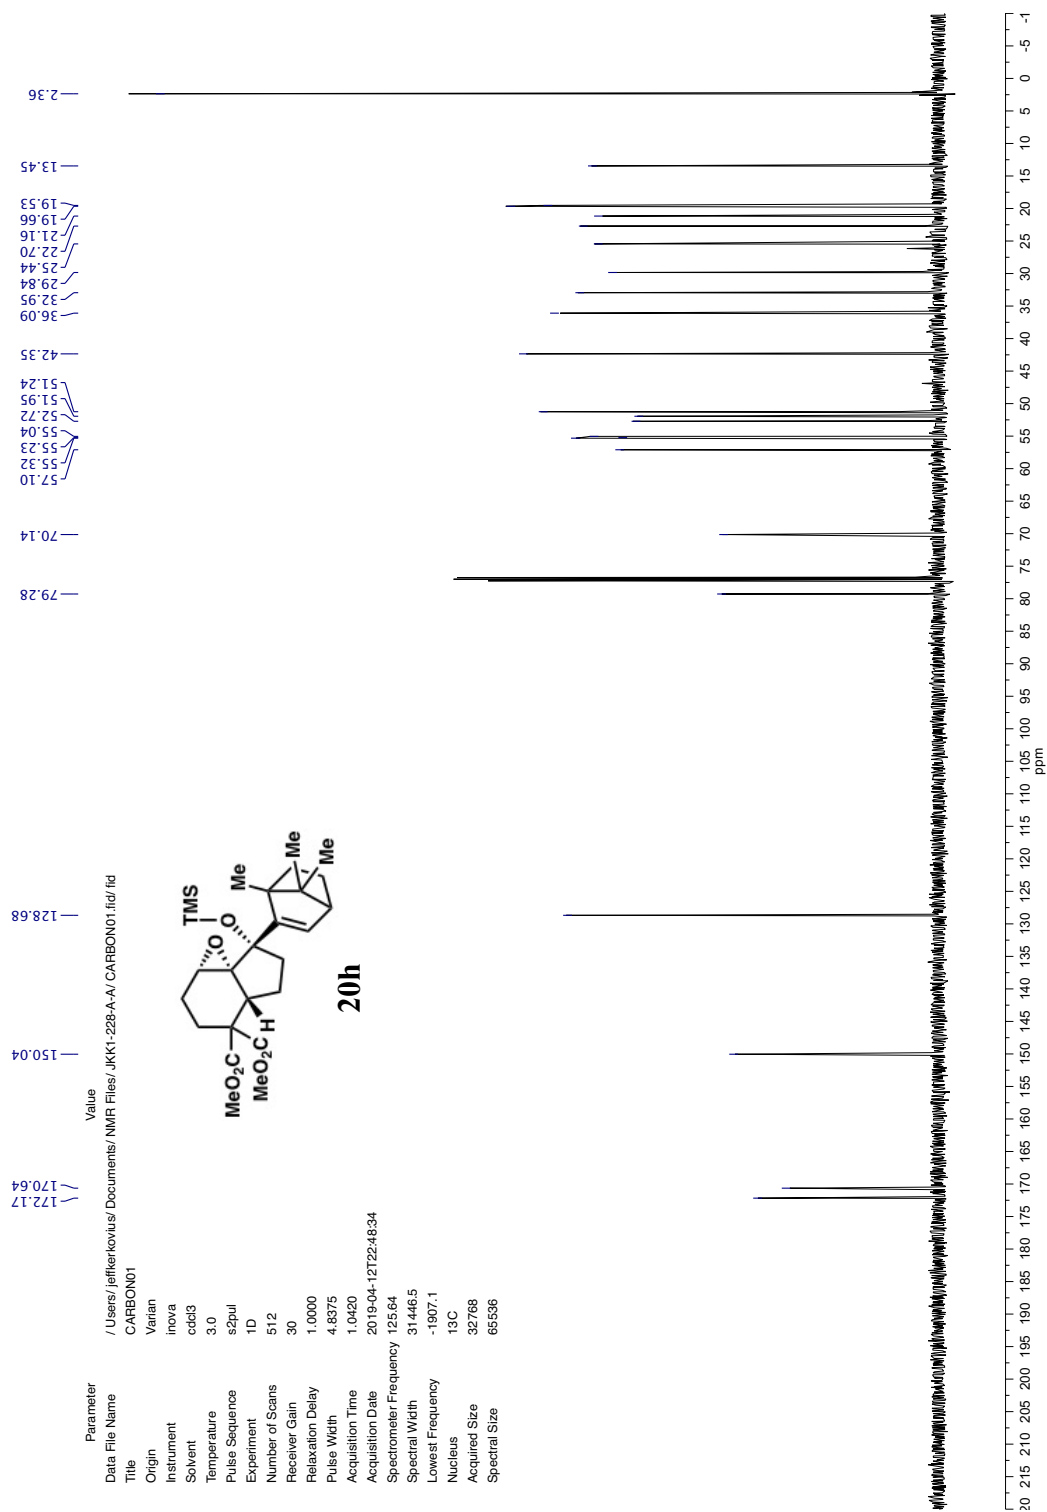 Parameter Value
Data File Name / Users/ jeffkerkovius/ Documents/ NMR Files/ JKK1-228-A-A/ CARBON01.fid/ fid
Title CARBON01
Origin Varian
Instrument inova
Solvent cdcl3
Temperature 3.0
Pulse Sequence s2pul
Experiment 1D
Number of Scans 512
Receiver Gain 30
Relaxation Delay 1.0000
Pulse Width 4.8375
Acquisition Time 1.0420
Acquisition Date 2019-04-12T22:48:34
Spectrometer Frequency 125.64
Spectral Width 31446.5
Lowest Frequency -1907.1
Nucleus 13C
Acquired Size 32768
Spectral Size 65536
172.17
170.64
150.04
128.68
79.28
70.14
57.10
55.32
55.23
55.04
52.72
51.95
51.24
42.35
36.09
32.95
29.84
25.44
22.70
21.16
19.66
19.53
13.45
2.36
TMS
O
O
Me
Me
Me
MeO2C
MeO2C
H
20h
20 215 210 205 200 195 190 185 180 175 170 165 160 155 150 145 140 135 130 125 120 115 110 105 100 95 90 85 80 75 70 65 60 55 50 45 40 35 30 25 20 15 10 5 0 -5 -1
ppm